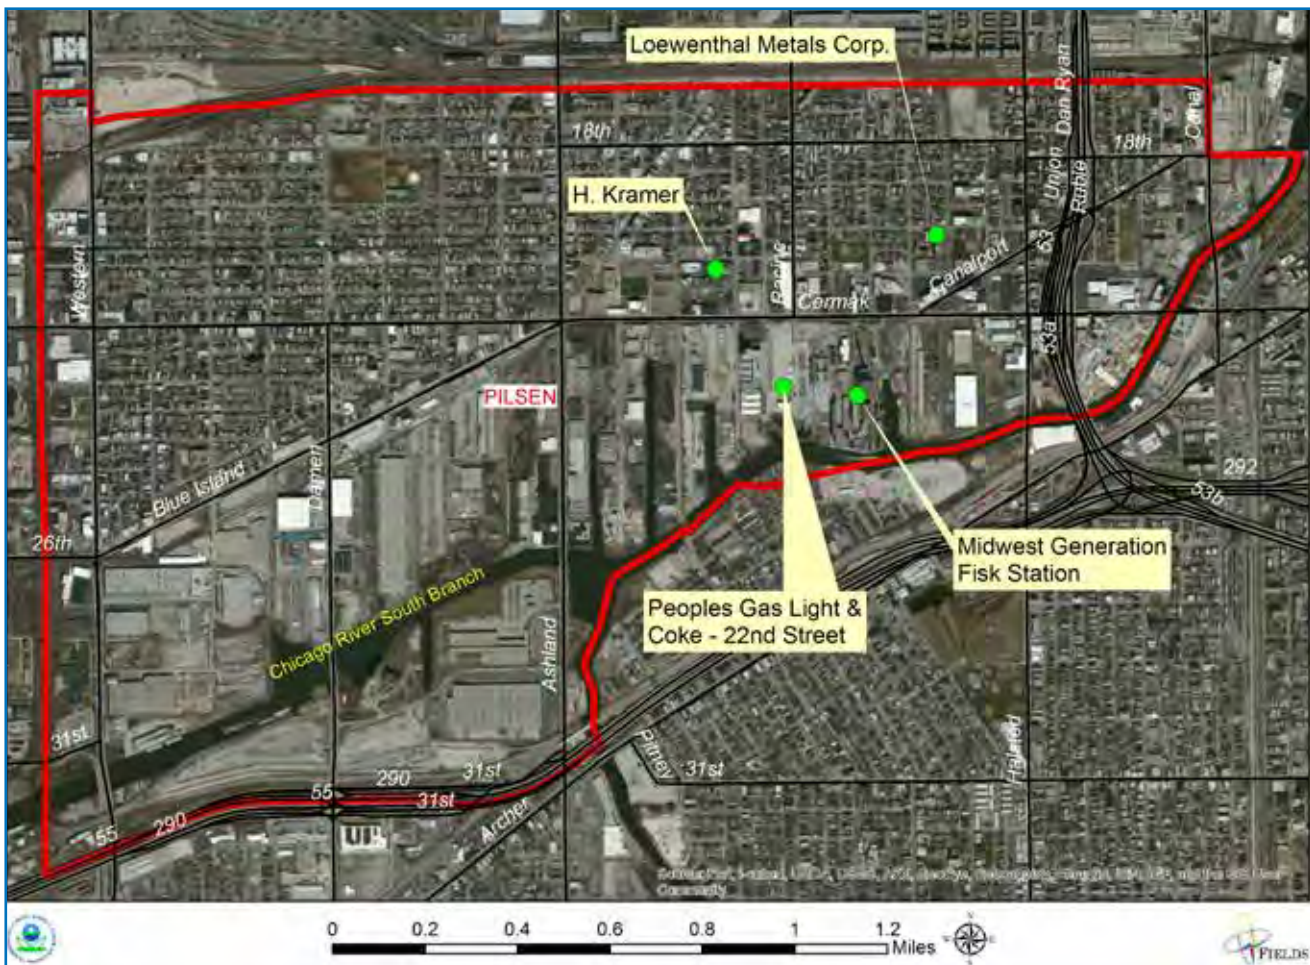 Loewenthal Metals Corp.
Dan Ryan
Union
Canal
18th
18th
Ruble
H. Kramer
53
Western
Racine
Canalport
Cermak
53a
PILSEN
Blue Island
Damen
292
53b
26th
Midwest Generation
Fisk Station
Chicago River South Branch
Peoples Gas Light &
Coke - 22nd Street
Ashland
31st
Pitney
31st
Halsted
290
31st
55
31st
Archer
55
290
Community
0 0.2 0.4 0.6 0.8 1 1.2
Miles
FIELDS